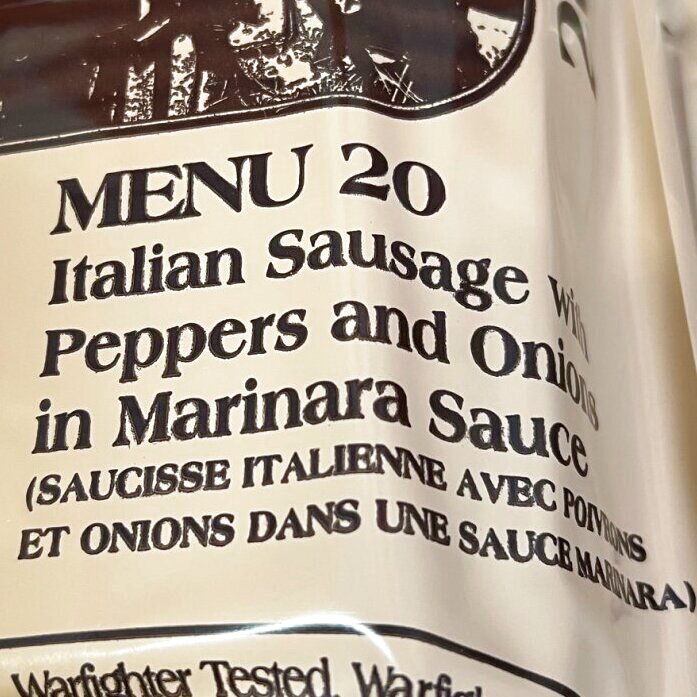 MENU 20
Italian Sausage with
Peppers and Onions
in Marinara Sauce
(SAUCISSE ITALIENNE AVEC POIVRONS
ET ONIONS DANS UNE SAUCE MARINARA)
Warfighter Tested,